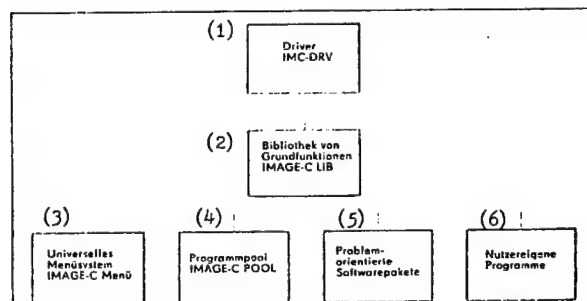 (1)
Driver
IMC-DRV
(2)
Bibliothek von
Grundfunktionen
IMAGE-C LIB
(3)
Universelles
Menüsystem
IMAGE-C Menü
(4)
Programmpool
IMAGE-C POOL
(5)
Problem-
orientierte
Softwarepakete
(6)
Nutzereigene
Programme